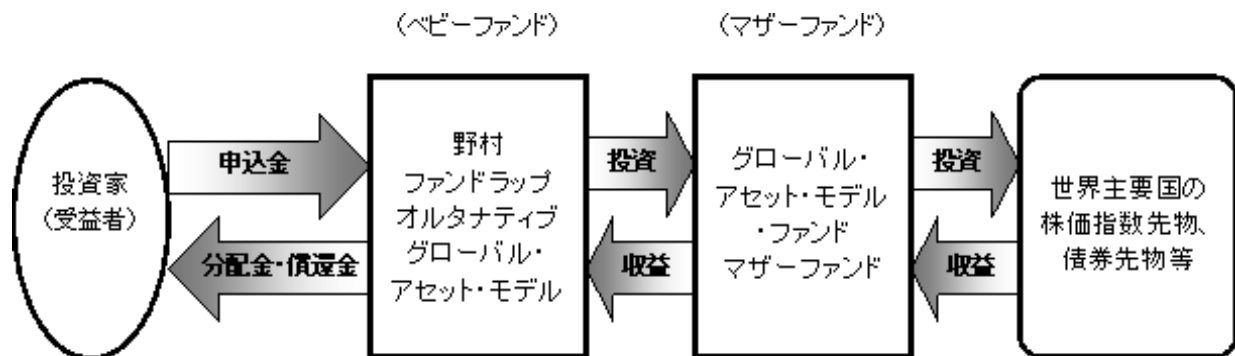 （ベビーファンド）
（マザーファンド）
投資家
（受益者）
申込金
分配金・償還金
野村
ファンドラップ
オルタナティブ
グローバル・
アセット・モデル
投資
収益
グローバル・
アセット・モデル
・ファンド
マザーファンド
投資
収益
世界主要国の
株価指数先物、
債券先物等